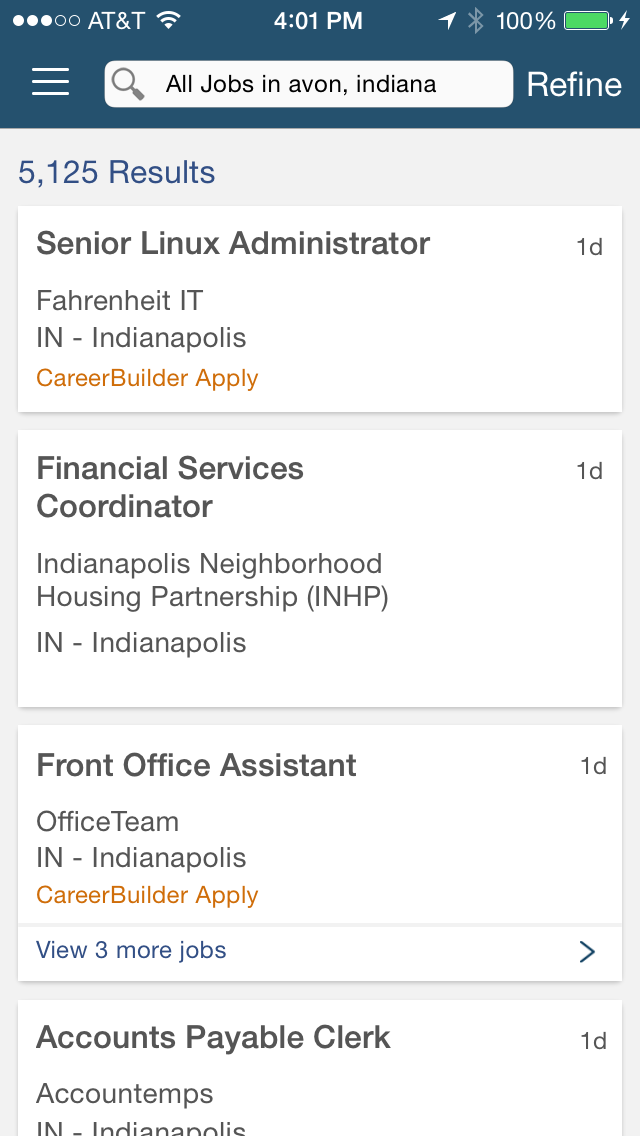 AT&T 4:01 PM 100%
All Jobs in avon, indiana Refine
5,125 Results
Senior Linux Administrator 1d
Fahrenheit IT
IN - Indianapolis
CareerBuilder Apply
Financial Services 1d
Coordinator
Indianapolis Neighborhood
Housing Partnership (INHP)
IN - Indianapolis
Front Office Assistant 1d
OfficeTeam
IN - Indianapolis
CareerBuilder Apply
View 3 more jobs
Accounts Payable Clerk 1d
Accountemps
IN - Indianapolis